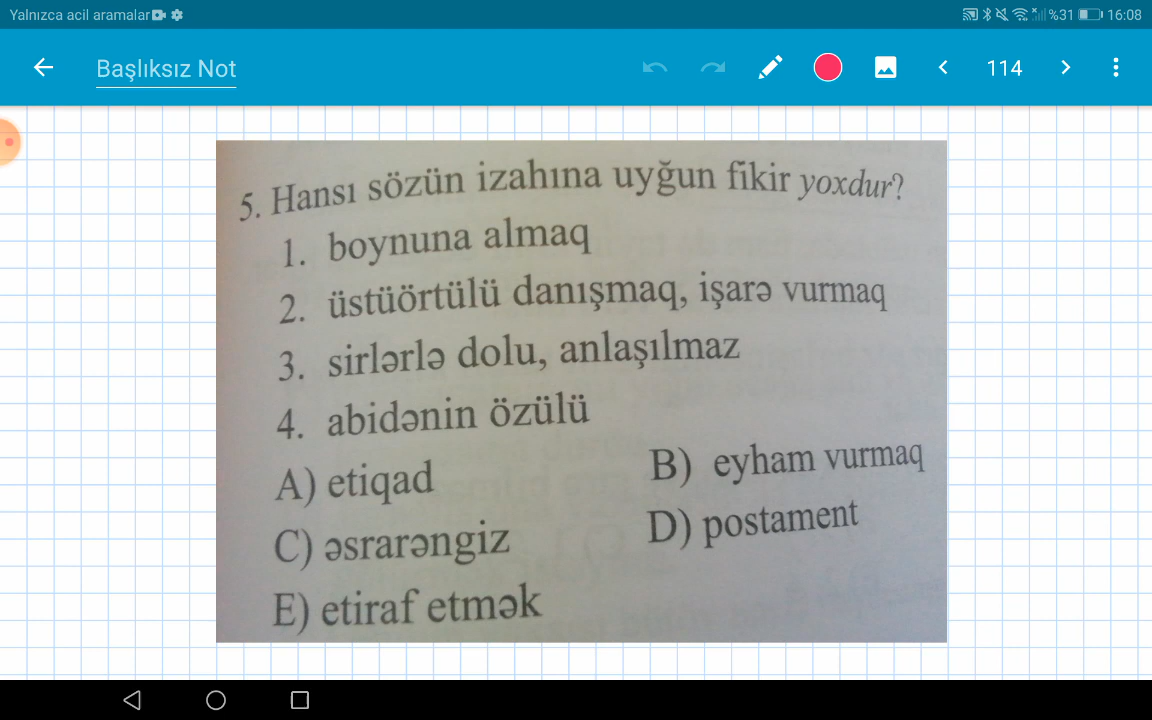 Yalnızca acil aramalar %31 16:08
Başlıksız Not 114
5. Hansı sözün izahına uyğun fikir yoxdur?
1. boynuna almaq
2. üstüörtülü danışmaq, işarə vurmaq
3. sirlərlə dolu, anlaşılmaz
4. abidənin özülü
A) etiqad B) eyham vurmaq
C) əsrarəngiz D) postament
E) etiraf etmək